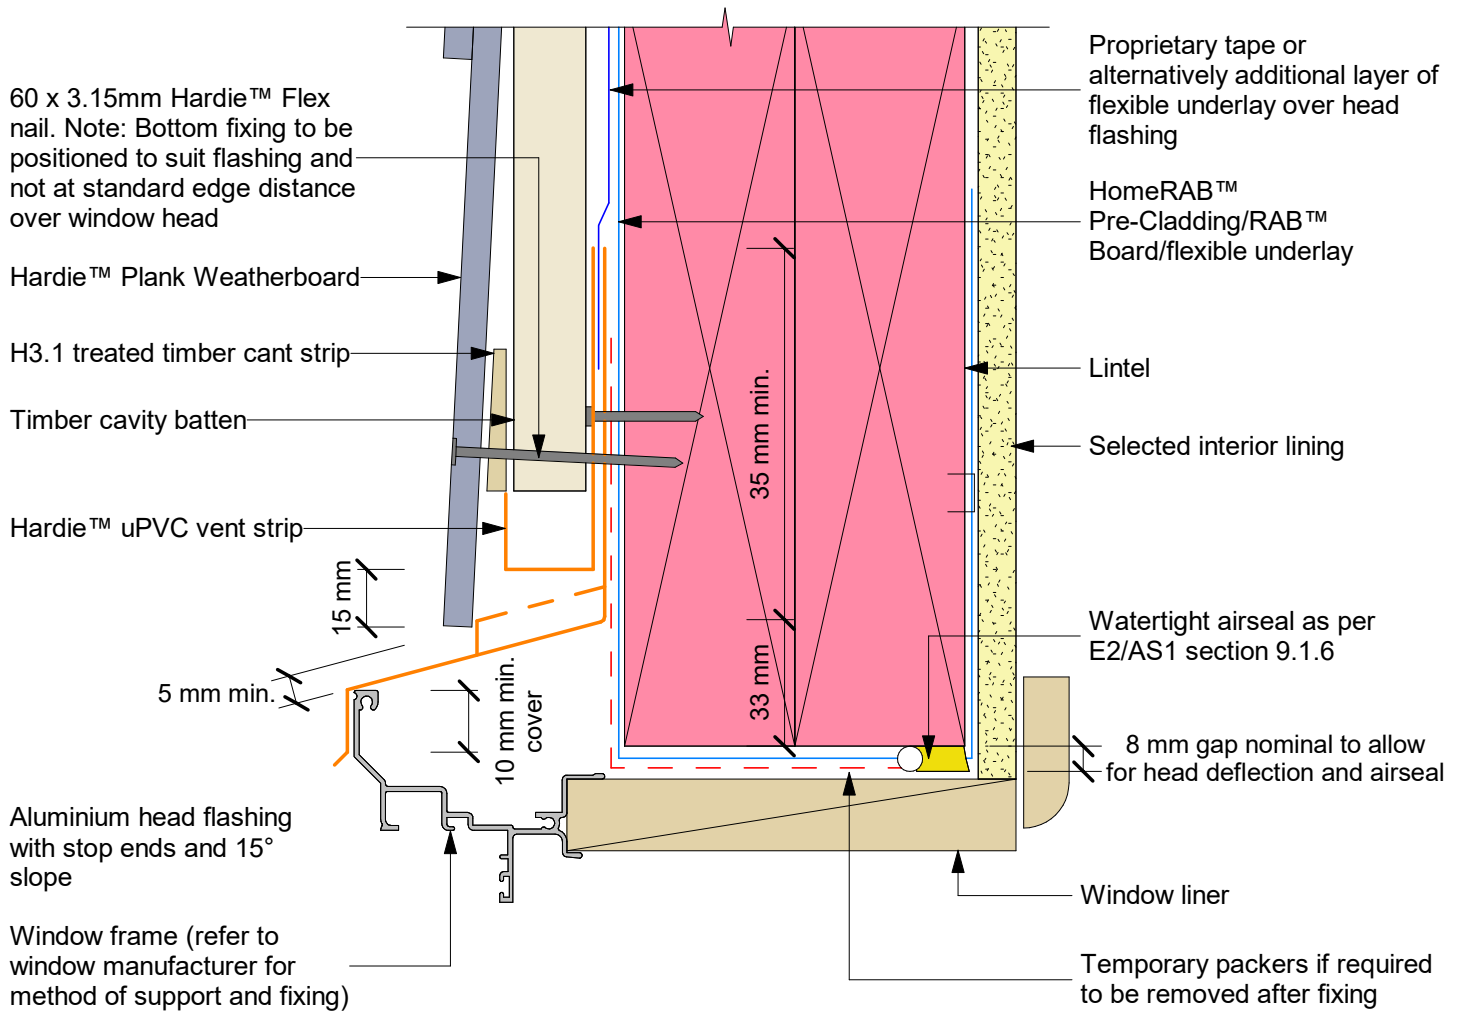 60 x 3.15mm Hardie™ Flex
nail. Note: Bottom fixing to be
positioned to suit flashing and
not at standard edge distance
over window head
Hardie™ Plank Weatherboard
H3.1 treated timber cant strip
Timber cavity batten
Hardie™ uPVC vent strip
15 mm
5 mm min.
10 mm min.
cover
35 mm min.
33 mm
Aluminium head flashing
with stop ends and 15°
slope
Window frame (refer to
window manufacturer for
method of support and fixing)
Proprietary tape or
alternatively additional layer of
flexible underlay over head
flashing
HomeRAB™
Pre-Cladding/RAB™
Board/flexible underlay
Lintel
Selected interior lining
Watertight airseal as per
E2/AS1 section 9.1.6
8 mm gap nominal to allow
for head deflection and airseal
Window liner
Temporary packers if required
to be removed after fixing